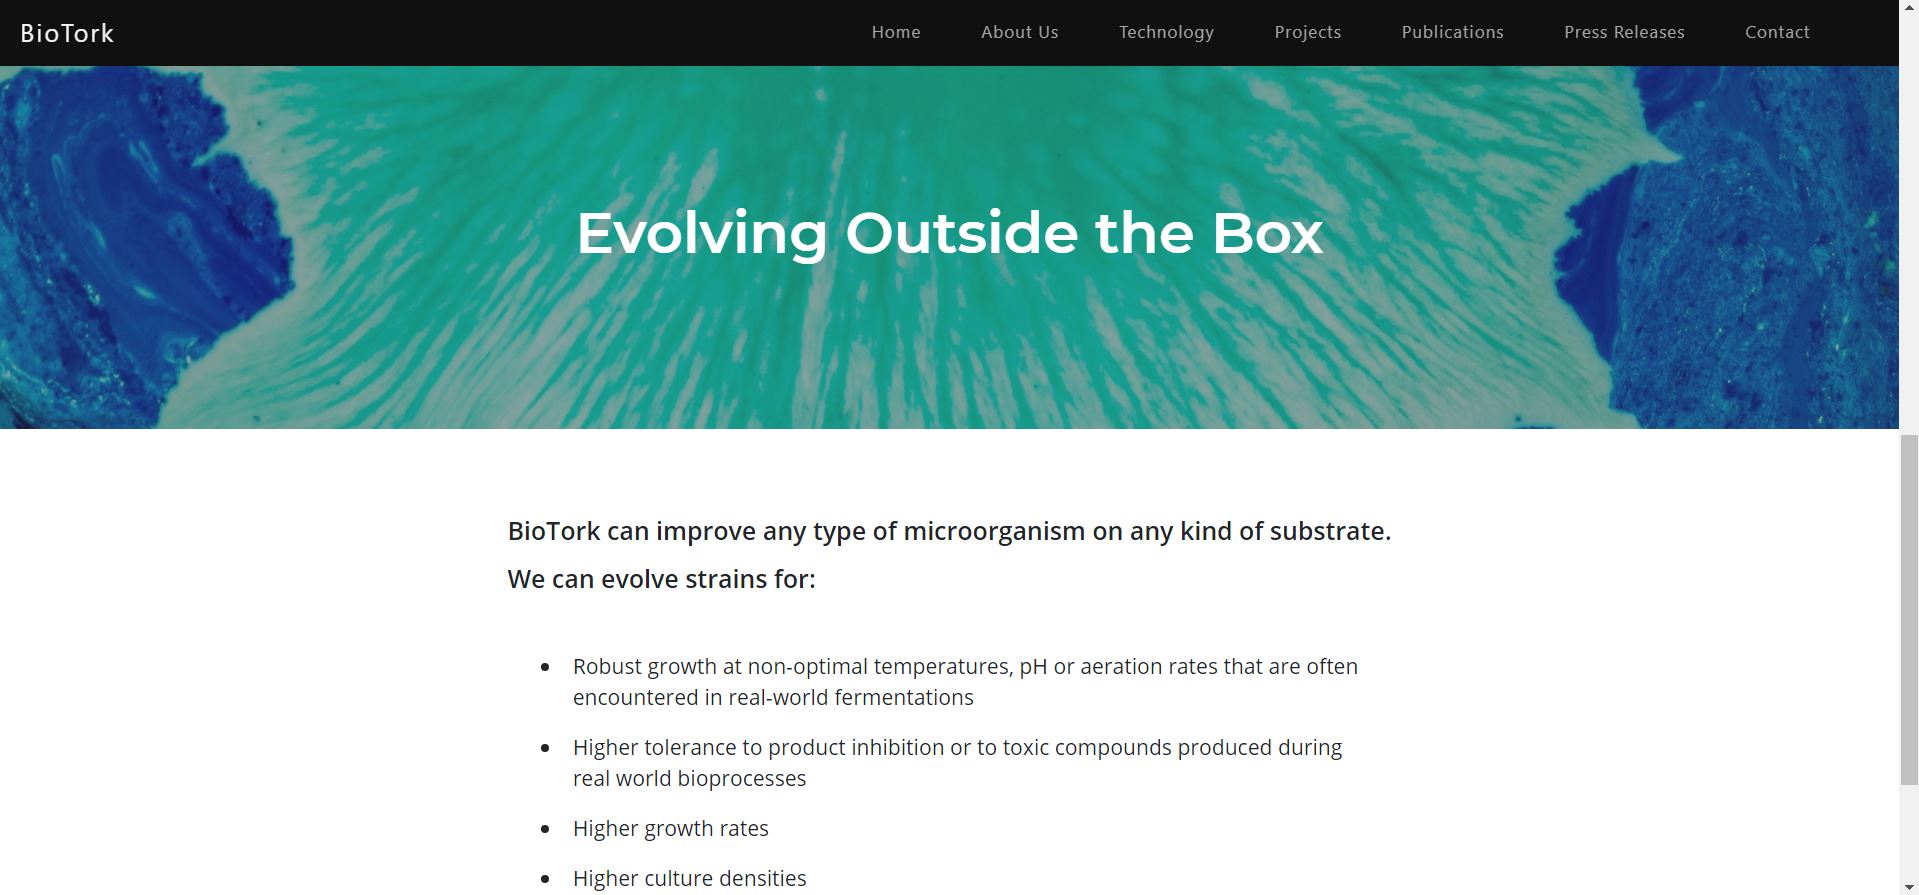 BioTork
Home
About Us
Technology
Projects
Publications
Press Releases
Contact
Evolving Outside the Box
BioTork can improve any type of microorganism on any kind of substrate.
We can evolve strains for:
Robust growth at non-optimal temperatures, pH or aeration rates that are often
encountered in real-world fermentations
Higher tolerance to product inhibition or to toxic compounds produced during
real world bioprocesses
Higher growth rates
Higher culture densities